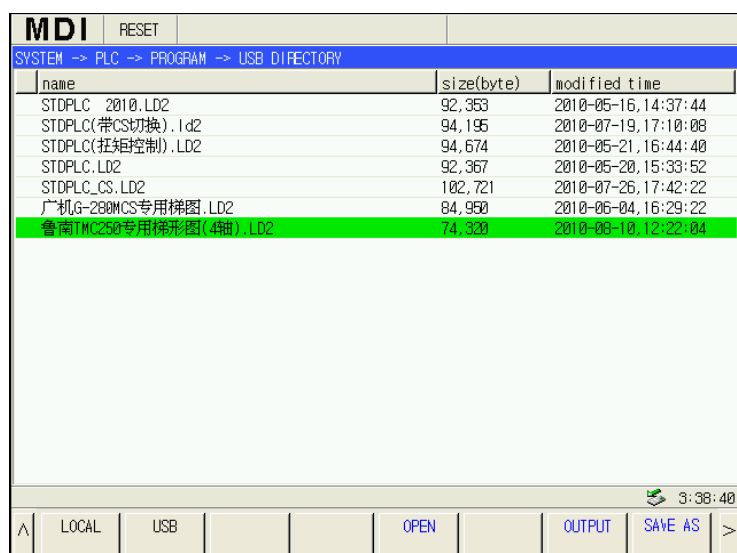 MDI RESET
SYSTEM -> PLC -> PROGRAM -> USB DIRECTORY
name size(byte) modified time
STDPLC 2010.LD2 92,353 2010-05-16,14:37:44
STDPLC(带CS切换).ld2 94,195 2010-07-19,17:10:08
STDPLC(扭矩控制).LD2 94,674 2010-05-21,16:44:40
STDPLC.LD2 92,367 2010-05-20,15:33:52
STDPLC_CS.LD2 102,721 2010-07-26,17:42:22
广机G-280MCS专用梯图.LD2 84,950 2010-06-04,16:29:22
鲁南TMC250专用梯形图(4轴).LD2 74,320 2010-08-10,12:22:04
3:38:40
^ LOCAL USB OPEN OUTPUT SAVE AS >